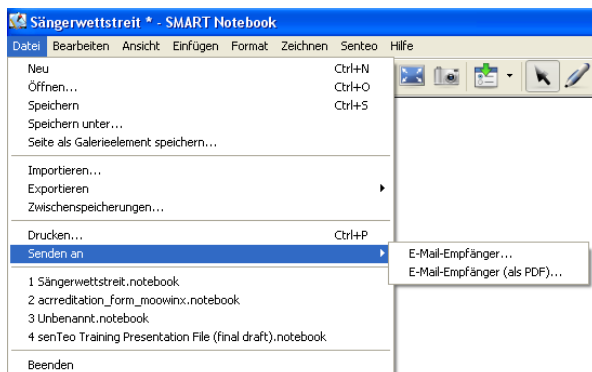 Sängerwettstreit * - SMART Notebook
Datei Bearbeiten Ansicht Einfügen Format Zeichnen Senteo Hilfe
Neu Ctrl+N
Öffnen... Ctrl+O
Speichern Ctrl+S
Speichern unter...
Seite als Galerieelement speichern...
Importieren...
Exportieren
Zwischenspeicherungen...
Drucken... Ctrl+P
Senden an
E-Mail-Empfänger...
E-Mail-Empfänger (als PDF)...
1 Sängerwettstreit.notebook
2 acrreditation_form_moowinx.notebook
3 Unbenannt.notebook
4 senTeo Training Presentation File (final draft).notebook
Beenden